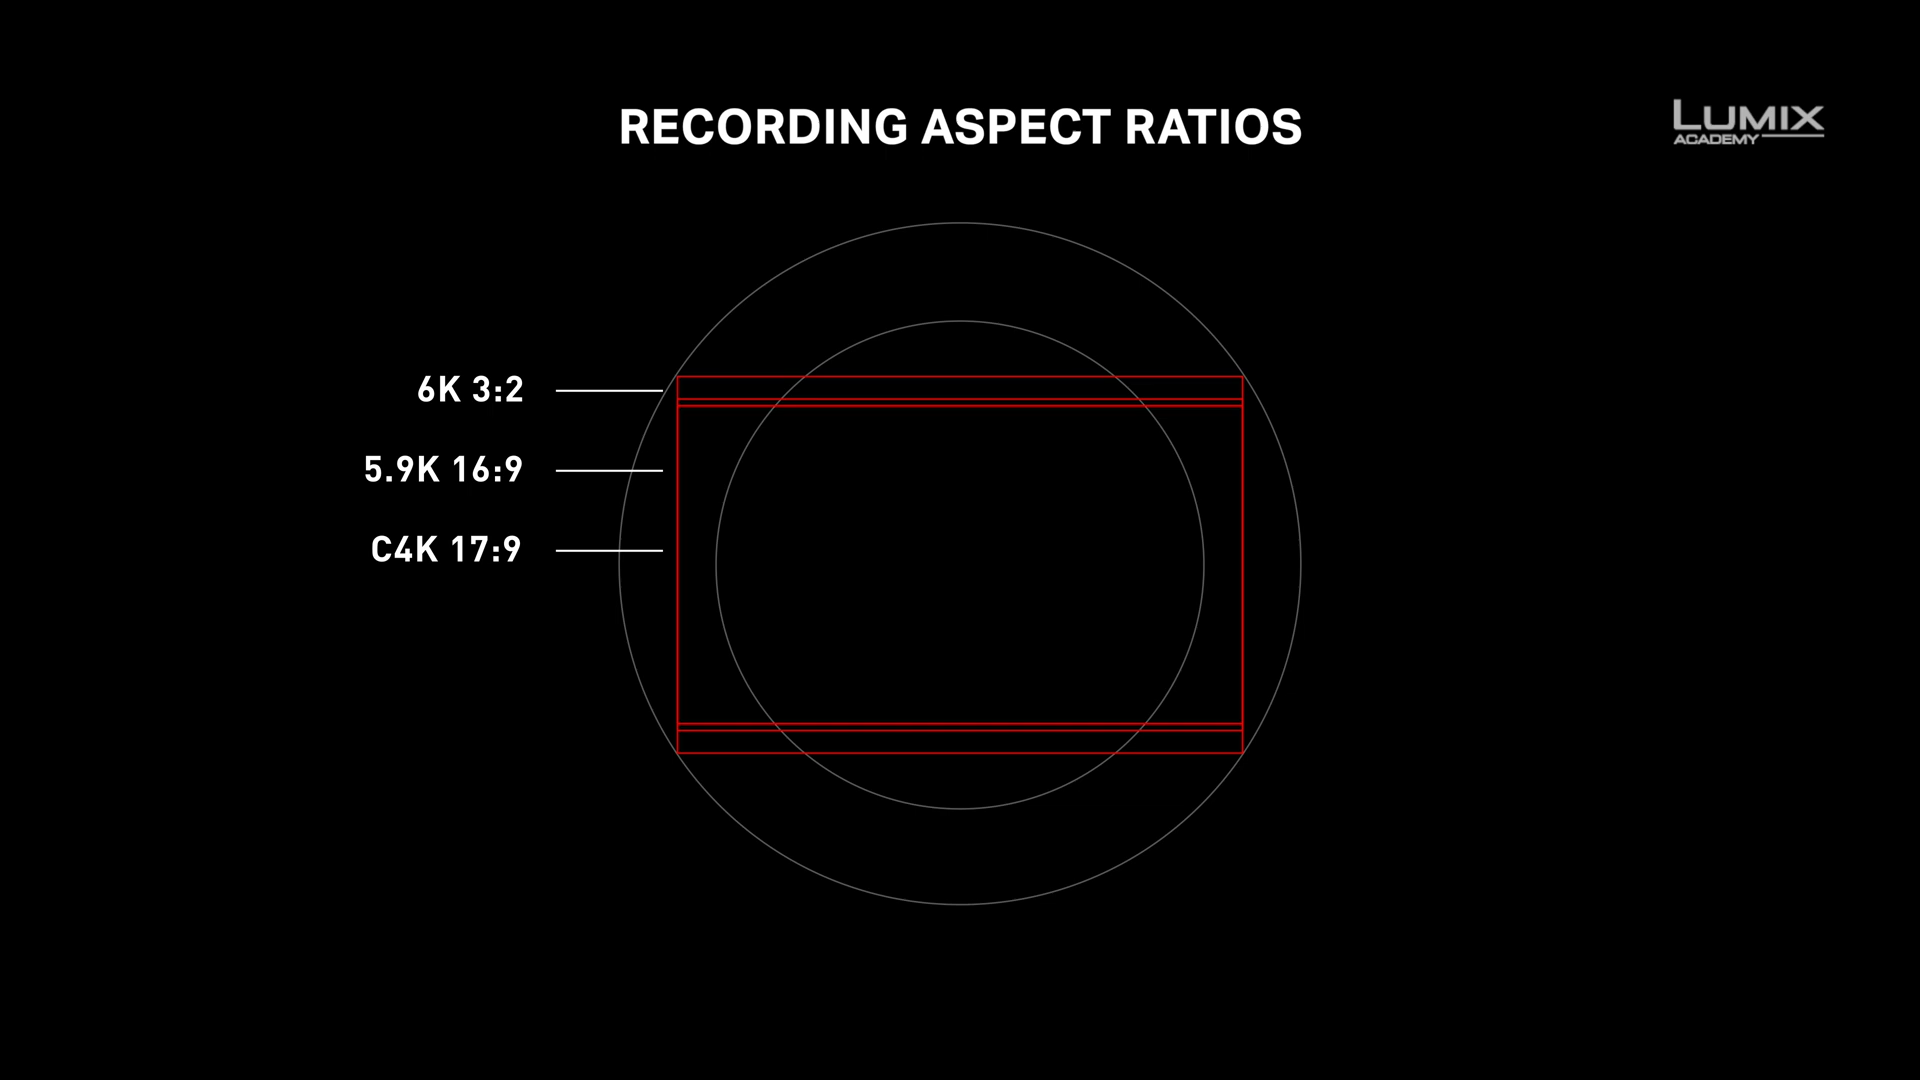 RECORDING ASPECT RATIOS
LUMIX
ACADEMY
6K 3:2
5.9K 16:9
C4K 17:9